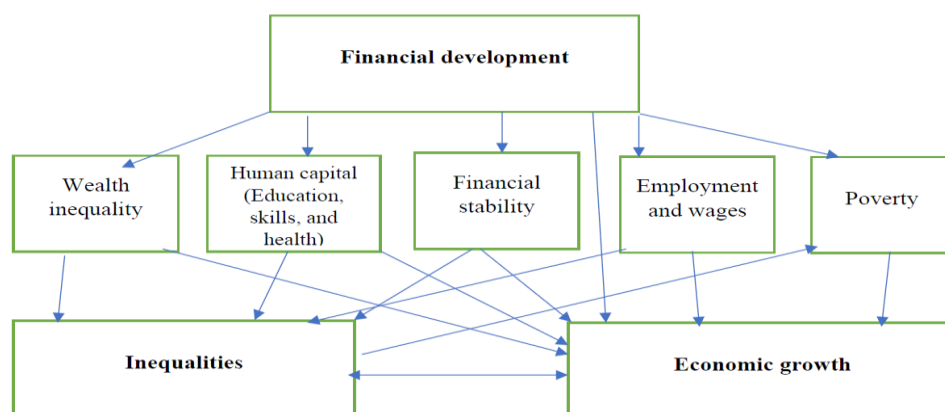 Financial development
Wealth
inequality
Human capital
(Education,
skills, and
health)
Financial
stability
Employment
and wages
Poverty
Inequalities
Economic growth